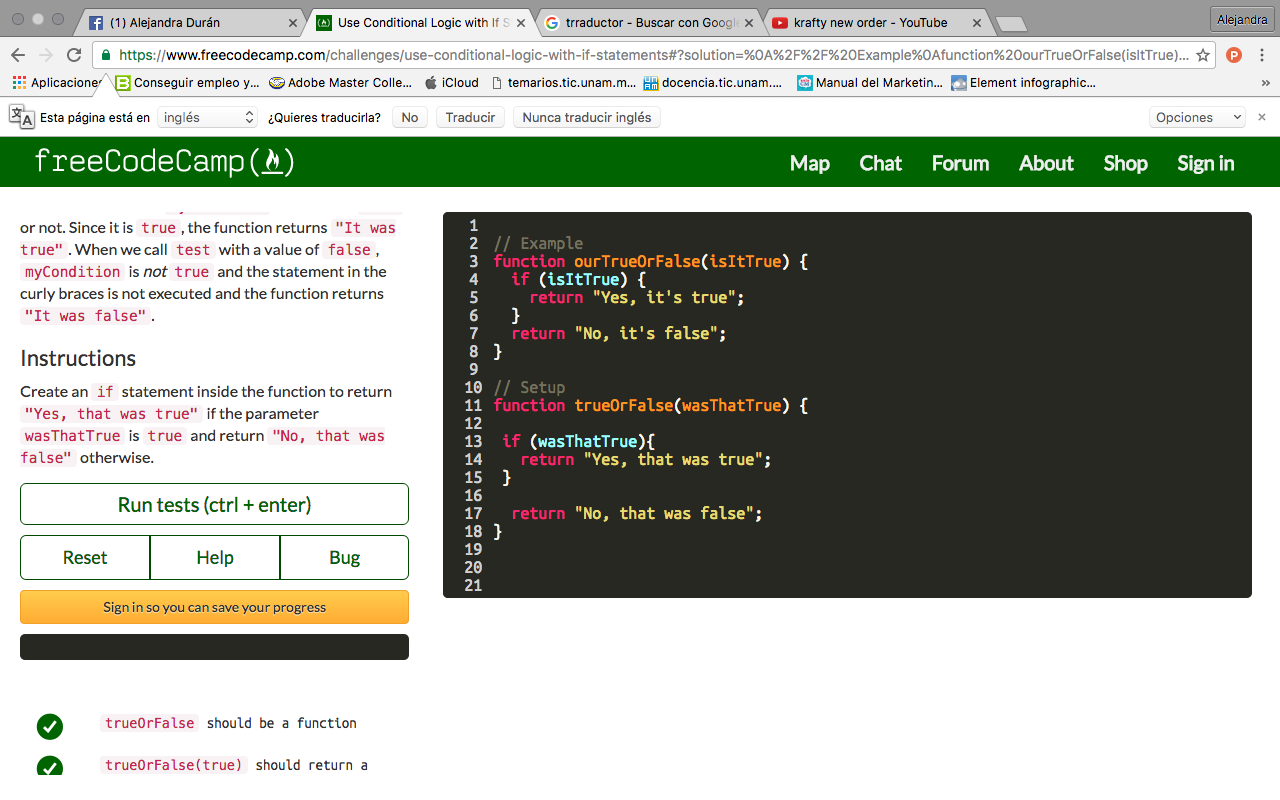 (1) Alejandra Durán
Use Conditional Logic with If S
trraductor - Buscar con Google
krafty new order - YouTube
Alejandra
https://www.freecodecamp.com/challenges/use-conditional-logic-with-if-statements#?solution=%0A%2F%2F%20Example%0Afunction%20ourTrueOrFalse(isItTrue)...
Aplicaciones
Conseguir empleo y...
Adobe Master Colle...
iCloud
temarios.tic.unam.m...
docencia.tic.unam....
Manual del Marketin...
Element infographic...
»
Esta página está en
inglés
¿Quieres traducirla?
No
Traducir
Nunca traducir inglés
Opciones
freeCodeCamp
Map
Chat
Forum
About
Shop
Sign in
or not. Since it is true , the function returns "It was
true" . When we call test with a value of false ,
myCondition is not true and the statement in the
curly braces is not executed and the function returns
"It was false" .
Instructions
Create an if statement inside the function to return
"Yes, that was true" if the parameter
wasThatTrue is true and return "No, that was
false" otherwise.
Run tests (ctrl + enter)
Reset
Help
Bug
Sign in so you can save your progress
trueOrFalse should be a function
trueOrFalse(true) should return a
1
2 // Example
3 function ourTrueOrFalse(isItTrue) {
4 if (isItTrue) {
5 return "Yes, it's true";
6 }
7 return "No, it's false";
8 }
9
10 // Setup
11 function trueOrFalse(wasThatTrue) {
12
13 if (wasThatTrue){
14 return "Yes, that was true";
15 }
16
17 return "No, that was false";
18 }
19
20
21